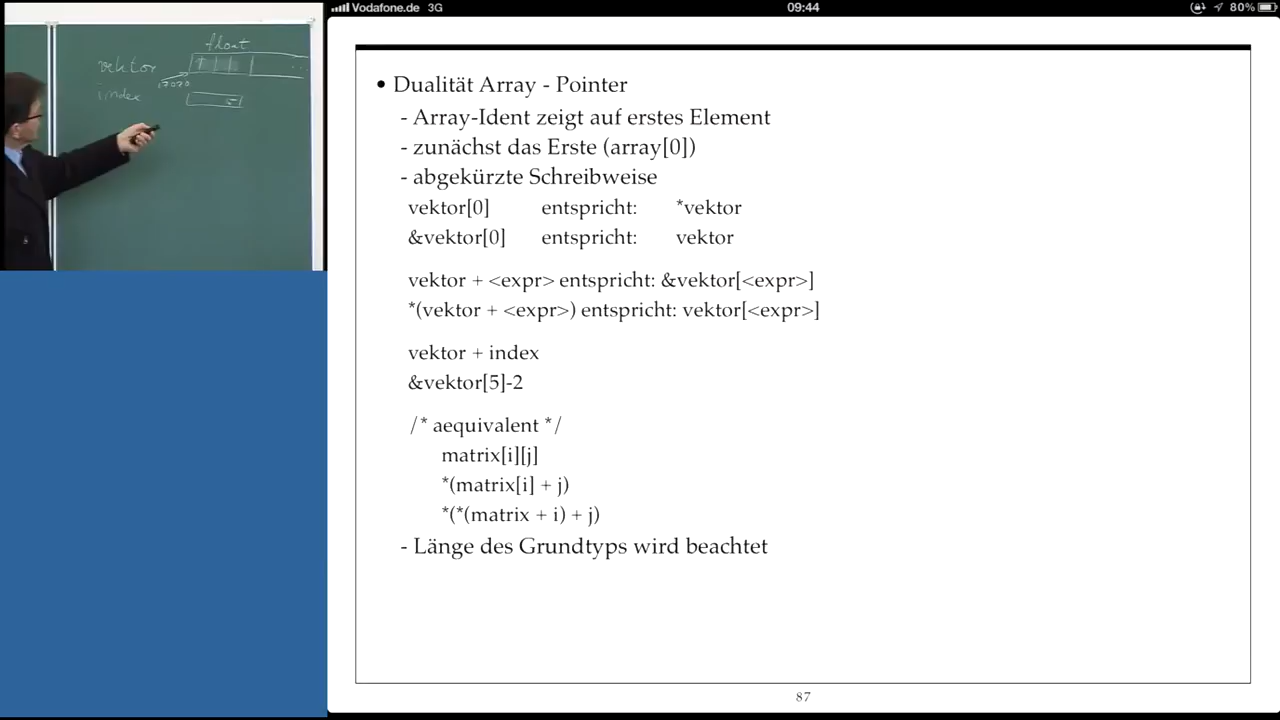 Vodafone.de 3G 09:44 80%
float
vektor
index
• Dualität Array - Pointer
- Array-Ident zeigt auf erstes Element
- zunächst das Erste (array[0])
- abgekürzte Schreibweise
vektor[0] entspricht: *vektor
&vektor[0] entspricht: vektor
vektor + <expr> entspricht: &vektor[<expr>]
*(vektor + <expr>) entspricht: vektor[<expr>]
vektor + index
&vektor[5]-2
/* aequivalent */
matrix[i][j]
*(matrix[i] + j)
*(*(matrix + i) + j)
- Länge des Grundtyps wird beachtet
87